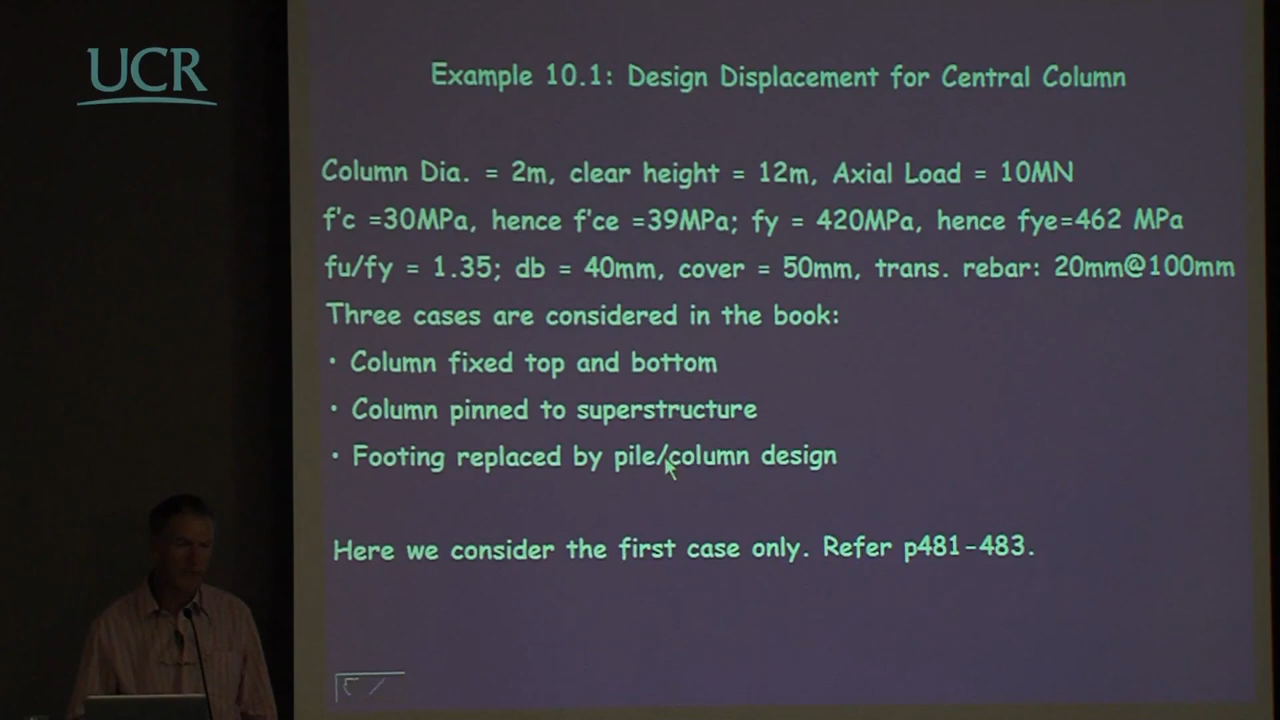 UCR
Example 10.1: Design Displacement for Central Column
Column Dia. = 2m, clear height = 12m, Axial Load = 10MN
f'c =30MPa, hence f'ce =39MPa; fy = 420MPa, hence fye=462 MPa
fu/fy = 1.35; db = 40mm, cover = 50mm, trans. rebar: 20mm@100mm
Three cases are considered in the book:
• Column fixed top and bottom
• Column pinned to superstructure
• Footing replaced by pile/column design
Here we consider the first case only. Refer p481-483.